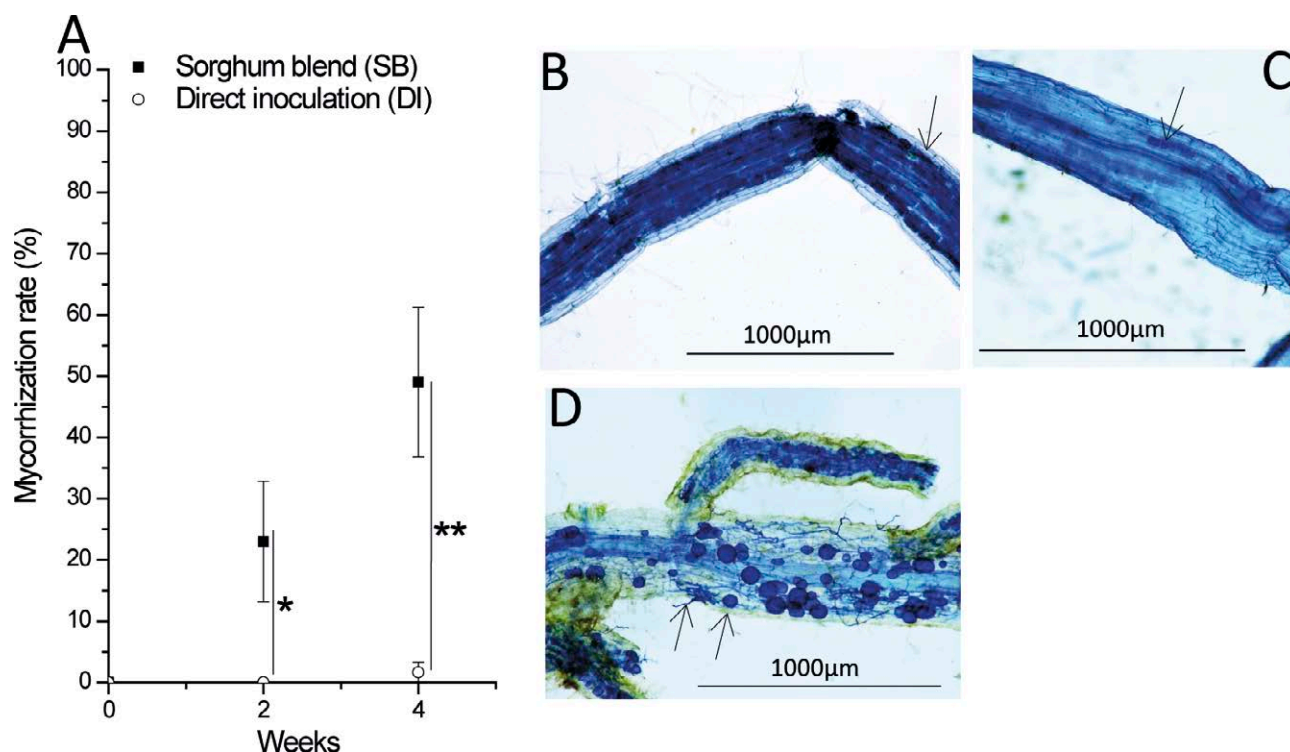 A
100
90
80
70
60
50
40
30
20
10
0
Mycorrhization rate (%)
Sorghum blend (SB)
Direct inoculation (DI)
*
**
0
2
4
Weeks
B
1000µm
C
1000µm
D
1000µm